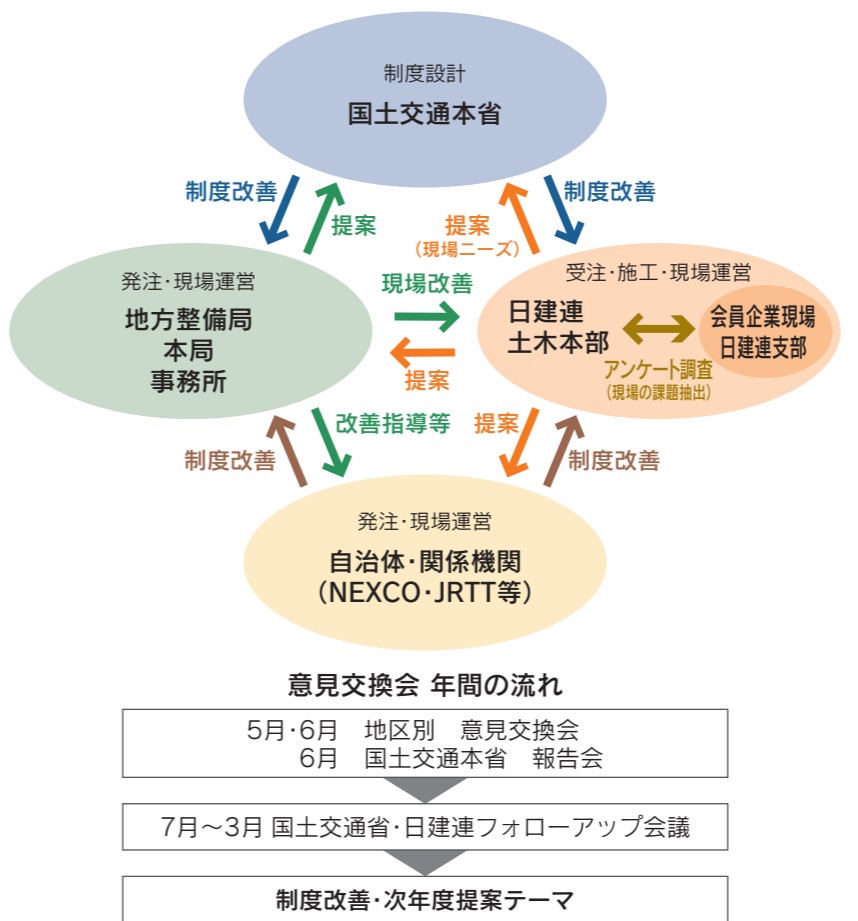 制度設計
国土交通本省
制度改善
提案
提案
（現場ニーズ）
制度改善
発注・現場運営
地方整備局
本局
事務所
現場改善
提案
受注・施工・現場運営
日建連
土木本部
会員企業現場
日建連支部
アンケート調査
（現場の課題抽出）
制度改善
改善指導等
提案
制度改善
発注・現場運営
自治体・関係機関
（NEXCO・JRTT等）
意見交換会 年間の流れ
5月・6月　地区別　意見交換会
6月　国土交通本省　報告会
7月～3月 国土交通省・日建連フォローアップ会議
制度改善・次年度提案テーマ